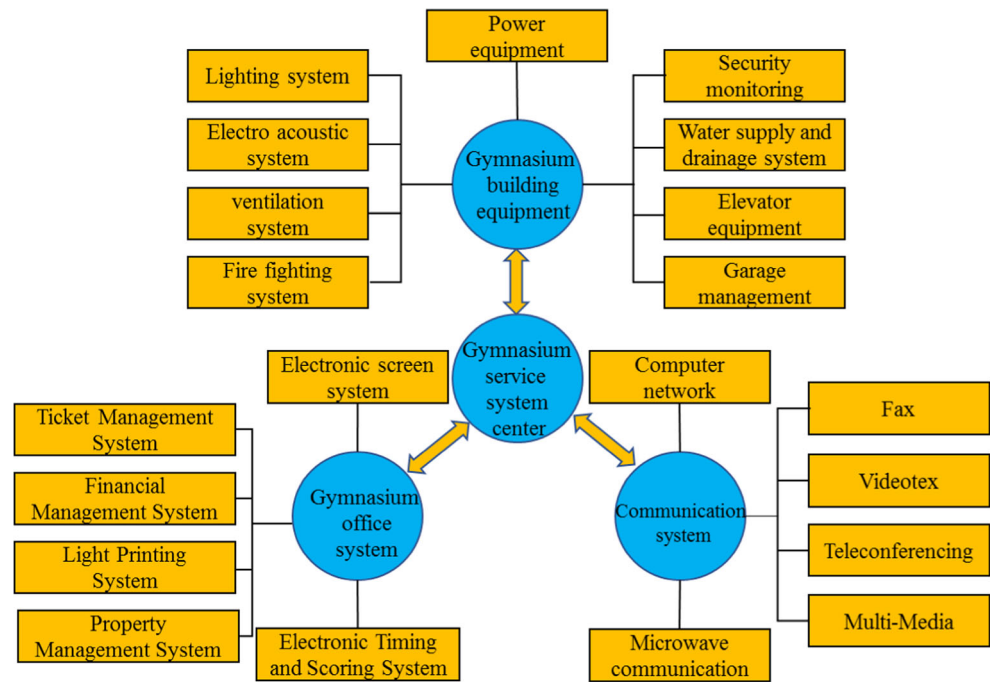 Power
equipment
Lighting system
Electro acoustic
system
ventilation
system
Fire fighting
system
Gymnasium
building
equipment
Security
monitoring
Water supply and
drainage system
Elevator
equipment
Garage
management
Gymnasium
service
system
center
Electronic screen
system
Computer
network
Ticket Management
System
Financial
Management System
Light Printing
System
Property
Management System
Gymnasium
office
system
Electronic Timing
and Scoring System
Communication
system
Microwave
communication
Fax
Videotex
Teleconferencing
Multi-Media